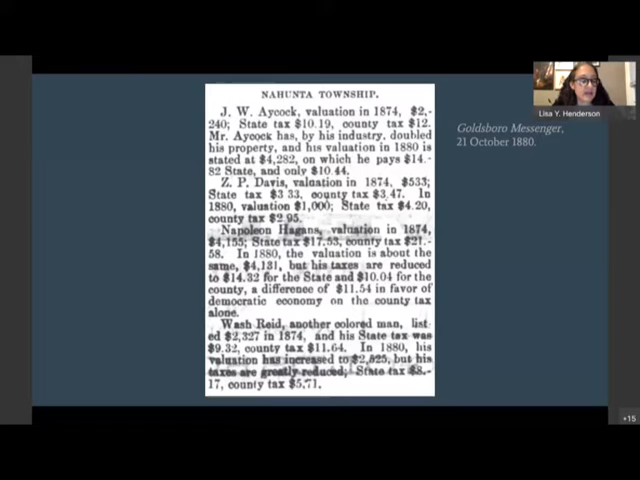 NAHUNTA TOWNSHIP.
J. W. Aycock, valuation in 1874, $2,-
240; State tax $10.19, county tax $12.
Mr. Aycock has, by his industry, doubled
his property, and his valuation in 1880 is
stated at $4,282, on which he pays $14.-
82 State, and only $10.44.
Z. P. Davis, valuation in 1874, $533;
State tax $3 33, county tax $3.47. In
1880, valuation $1,000; State tax $4.20,
county tax $2 95.
Napoleon Hagans, valuation in 1874,
$4,155; State tax $17.53, county tax $21.-
58. In 1880, the valuation is about the
same, $4,131, but his taxes are reduced
to $14.32 for the State and $10.04 for the
county, a difference of $11.54 in favor of
democratic economy on the county tax
alone.
Wash Reid, another colored man, list
ed $2,327 in 1874, and his State tax was
$9.32, county tax $11.64. In 1880, his
valuation has increased to $2,525, but his
taxes are greatly reduced; State tax $8.-
17, county tax $5.71.
Goldsboro Messenger,
21 October 1880.
Lisa Y. Henderson
+15